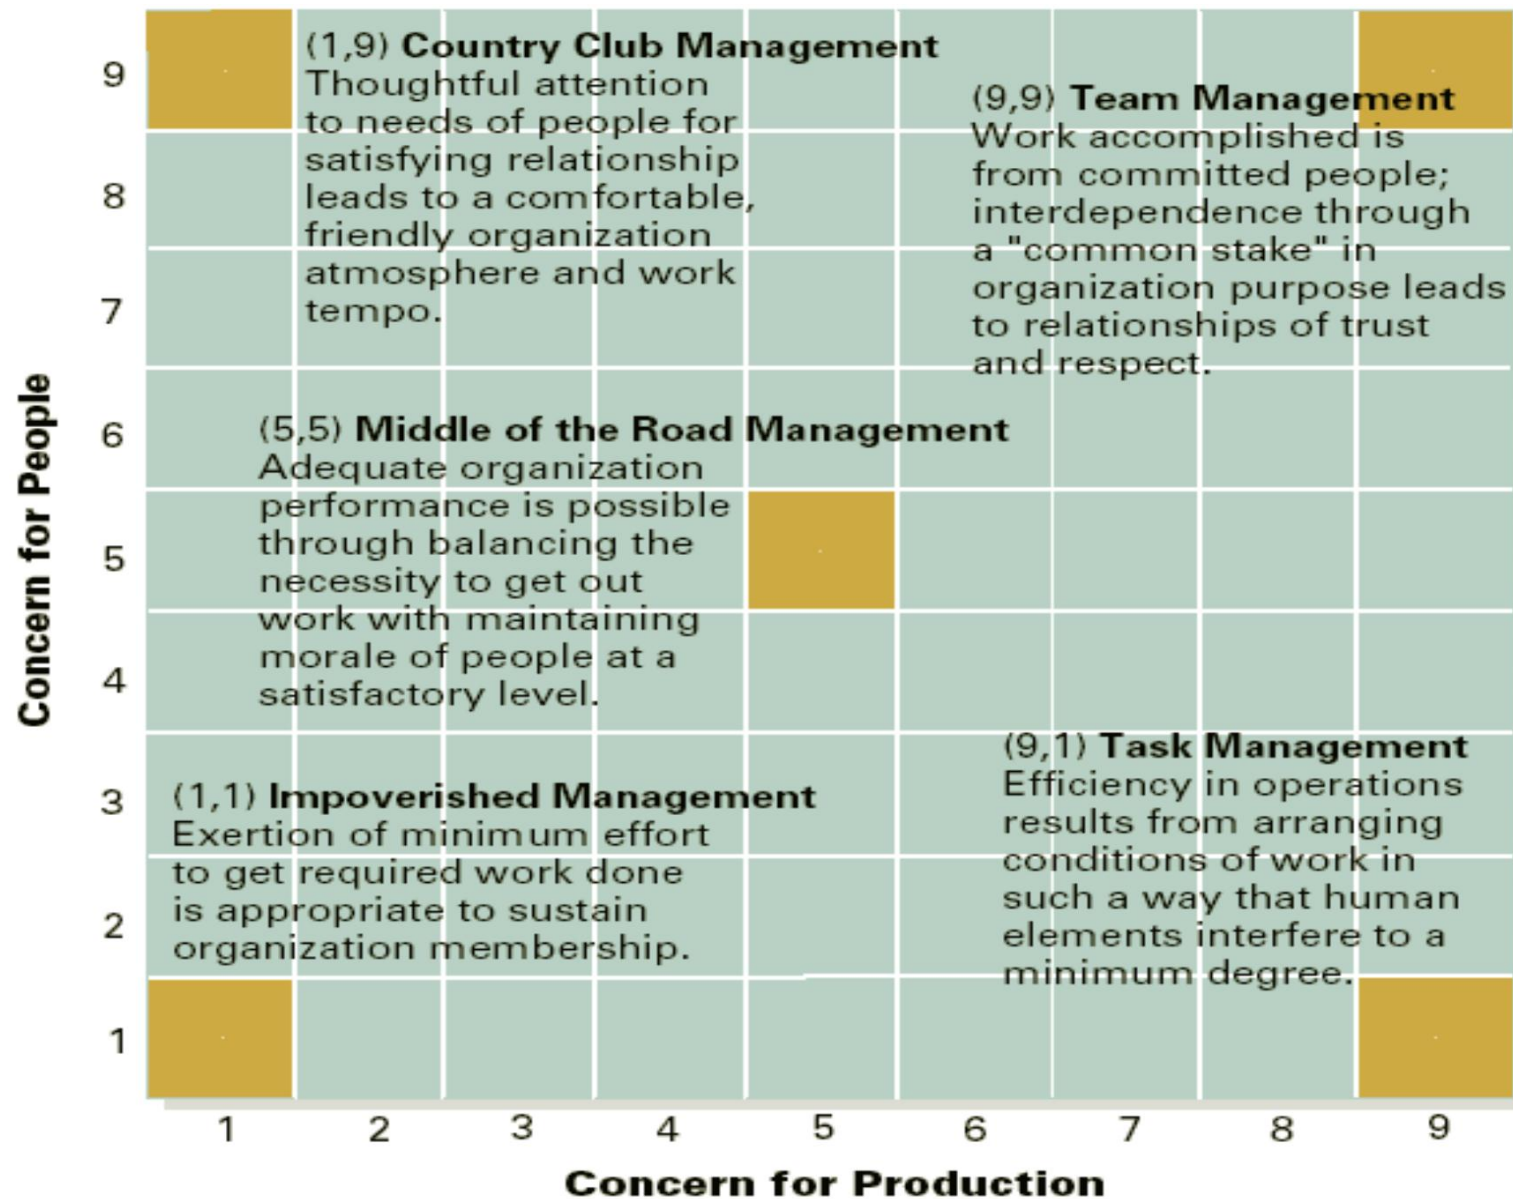 (1,9) Country Club Management
Thoughtful attention
to needs of people for
satisfying relationship
leads to a comfortable,
friendly organization
atmosphere and work
tempo.
(9,9) Team Management
Work accomplished is
from committed people;
interdependence through
a "common stake" in
organization purpose leads
to relationships of trust
and respect.
(5,5) Middle of the Road Management
Adequate organization
performance is possible
through balancing the
necessity to get out
work with maintaining
morale of people at a
satisfactory level.
(1,1) Impoverished Management
Exertion of minimum effort
to get required work done
is appropriate to sustain
organization membership.
(9,1) Task Management
Efficiency in operations
results from arranging
conditions of work in
such a way that human
elements interfere to a
minimum degree.
Concern for People
9
8
7
6
5
4
3
2
1
1 2 3 4 5 6 7 8 9
Concern for Production